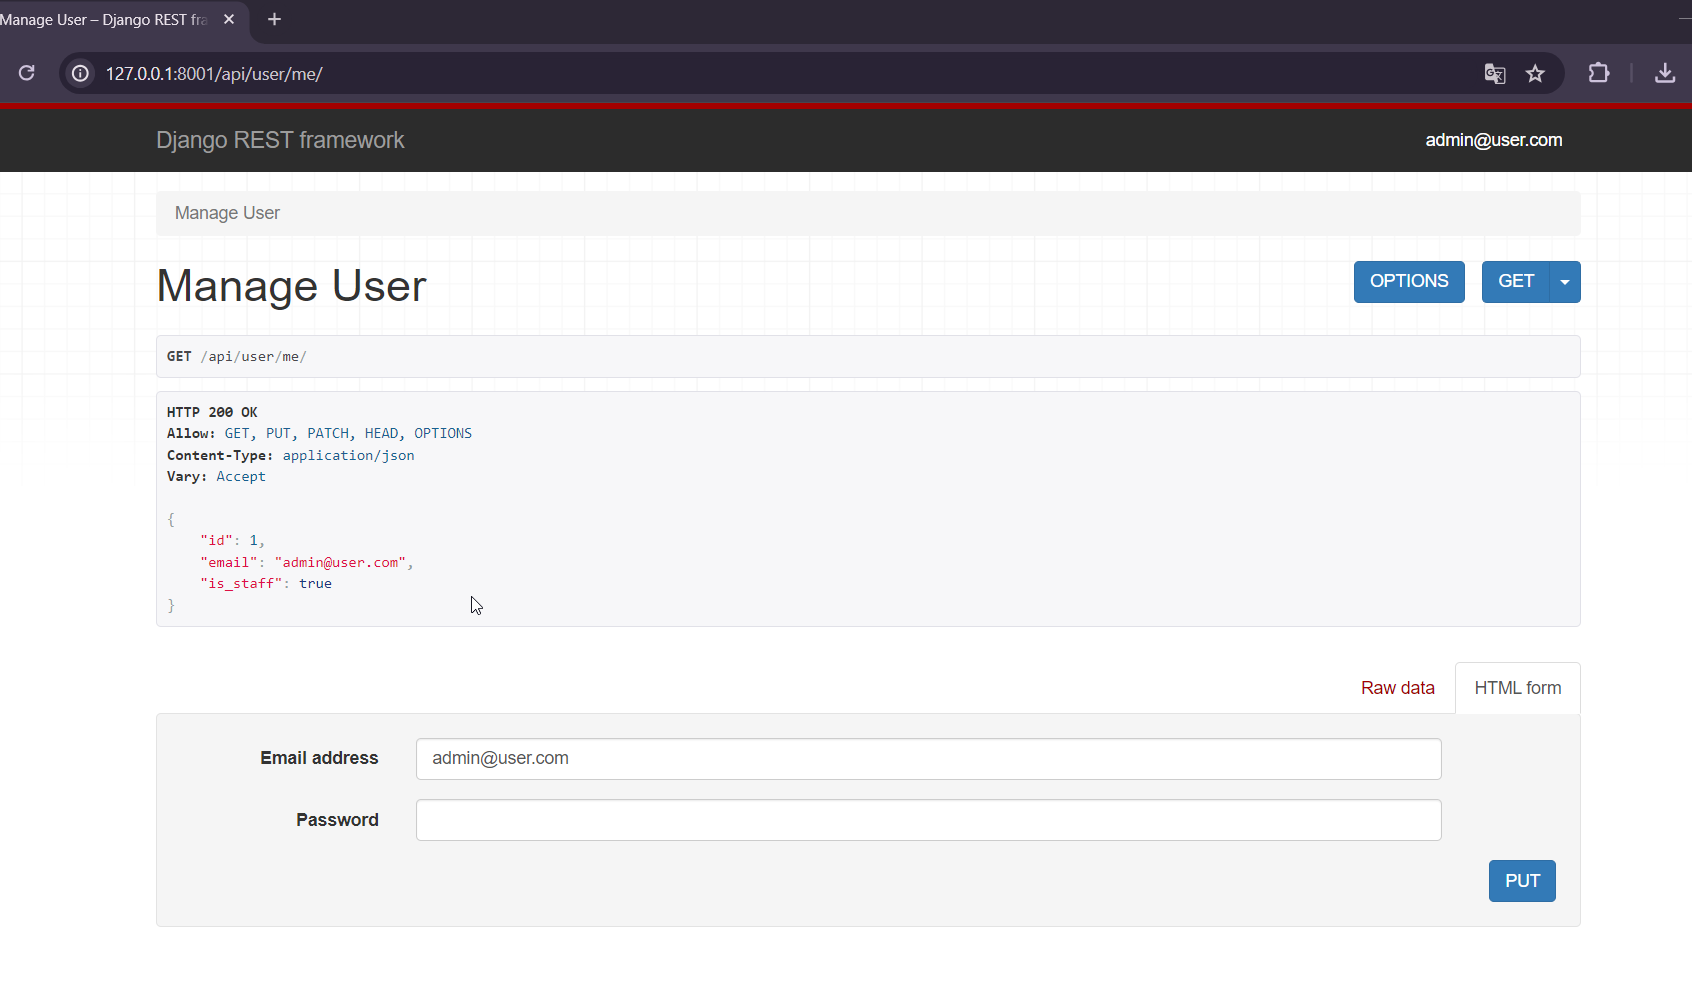 Manage User – Django REST fra
127.0.0.1:8001/api/user/me/
Django REST framework
admin@user.com
Manage User
Manage User
OPTIONS
GET
GET /api/user/me/
HTTP 200 OK
Allow: GET, PUT, PATCH, HEAD, OPTIONS
Content-Type: application/json
Vary: Accept
{
"id": 1,
"email": "admin@user.com",
"is_staff": true
}
Raw data
HTML form
Email address
admin@user.com
Password
PUT